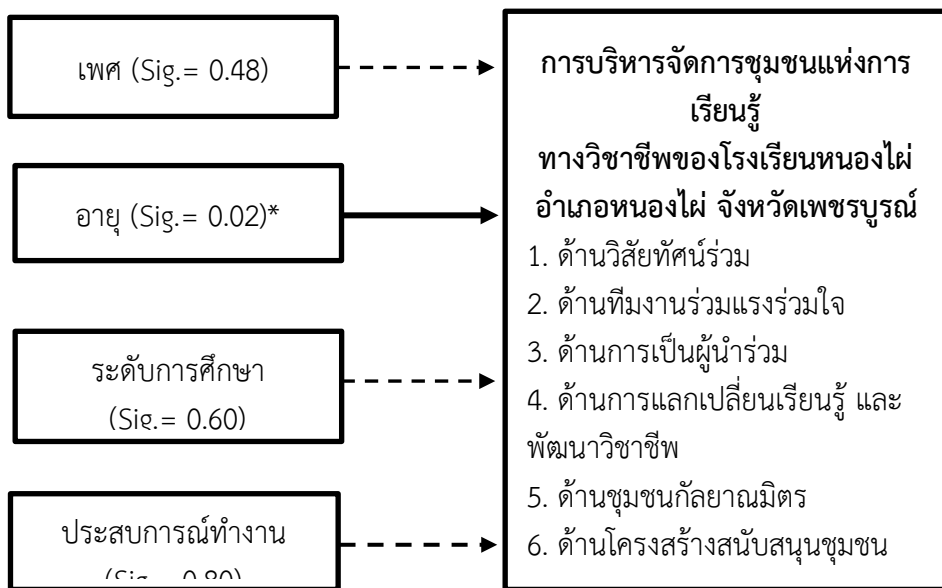 เพศ (Sig.= 0.48)
อายุ (Sig.= 0.02)*
ระดับการศึกษา
(Sig.= 0.60)
ประสบการณ์ทำงาน
(Sig.= 0.80)
การบริหารจัดการชุมชนแห่งการ
เรียนรู้
ทางวิชาชีพของโรงเรียนหนองไผ่
อำเภอหนองไผ่ จังหวัดเพชรบูรณ์
1. ด้านวิสัยทัศน์ร่วม
2. ด้านทีมงานร่วมแรงร่วมใจ
3. ด้านการเป็นผู้นำร่วม
4. ด้านการแลกเปลี่ยนเรียนรู้ และ
พัฒนาวิชาชีพ
5. ด้านชุมชนกัลยาณมิตร
6. ด้านโครงสร้างสนับสนุนชุมชน